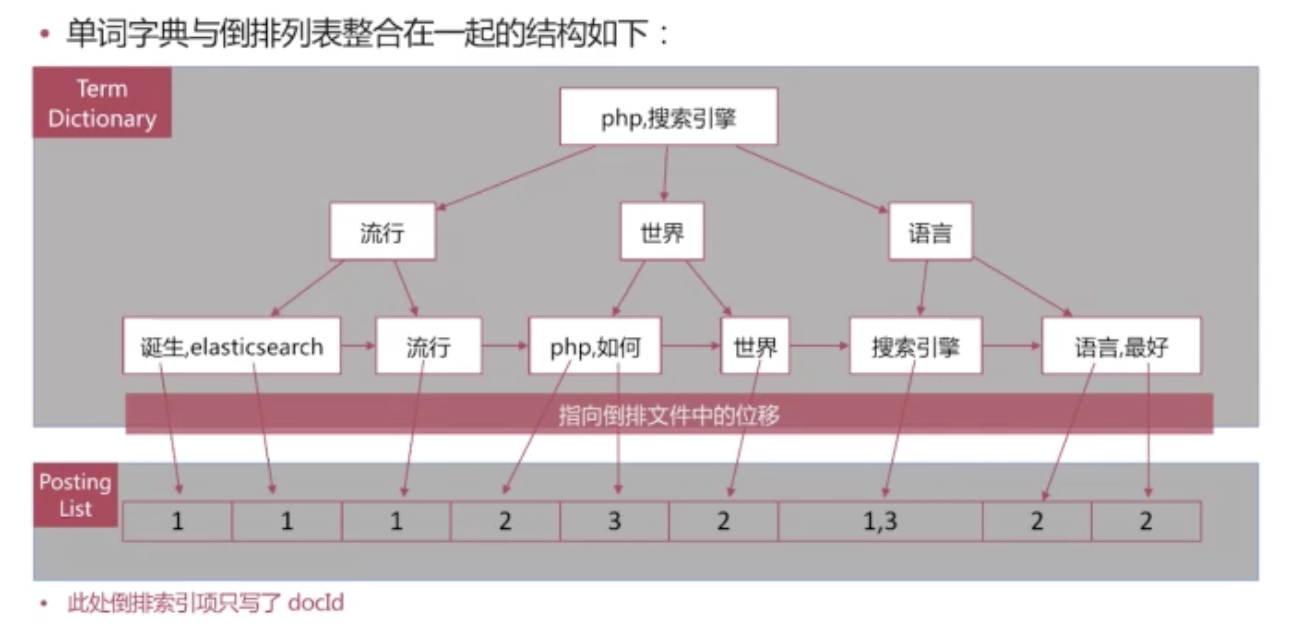 • 单词字典与倒排列表整合在一起的结构如下：
Term
Dictionary
php,搜索引擎
流行
世界
语言
诞生,elasticsearch
流行
php,如何
世界
搜索引擎
语言,最好
指向倒排文件中的位移
Posting
List
1
1
1
2
3
2
1,3
2
2
• 此处倒排索引项只写了 docId